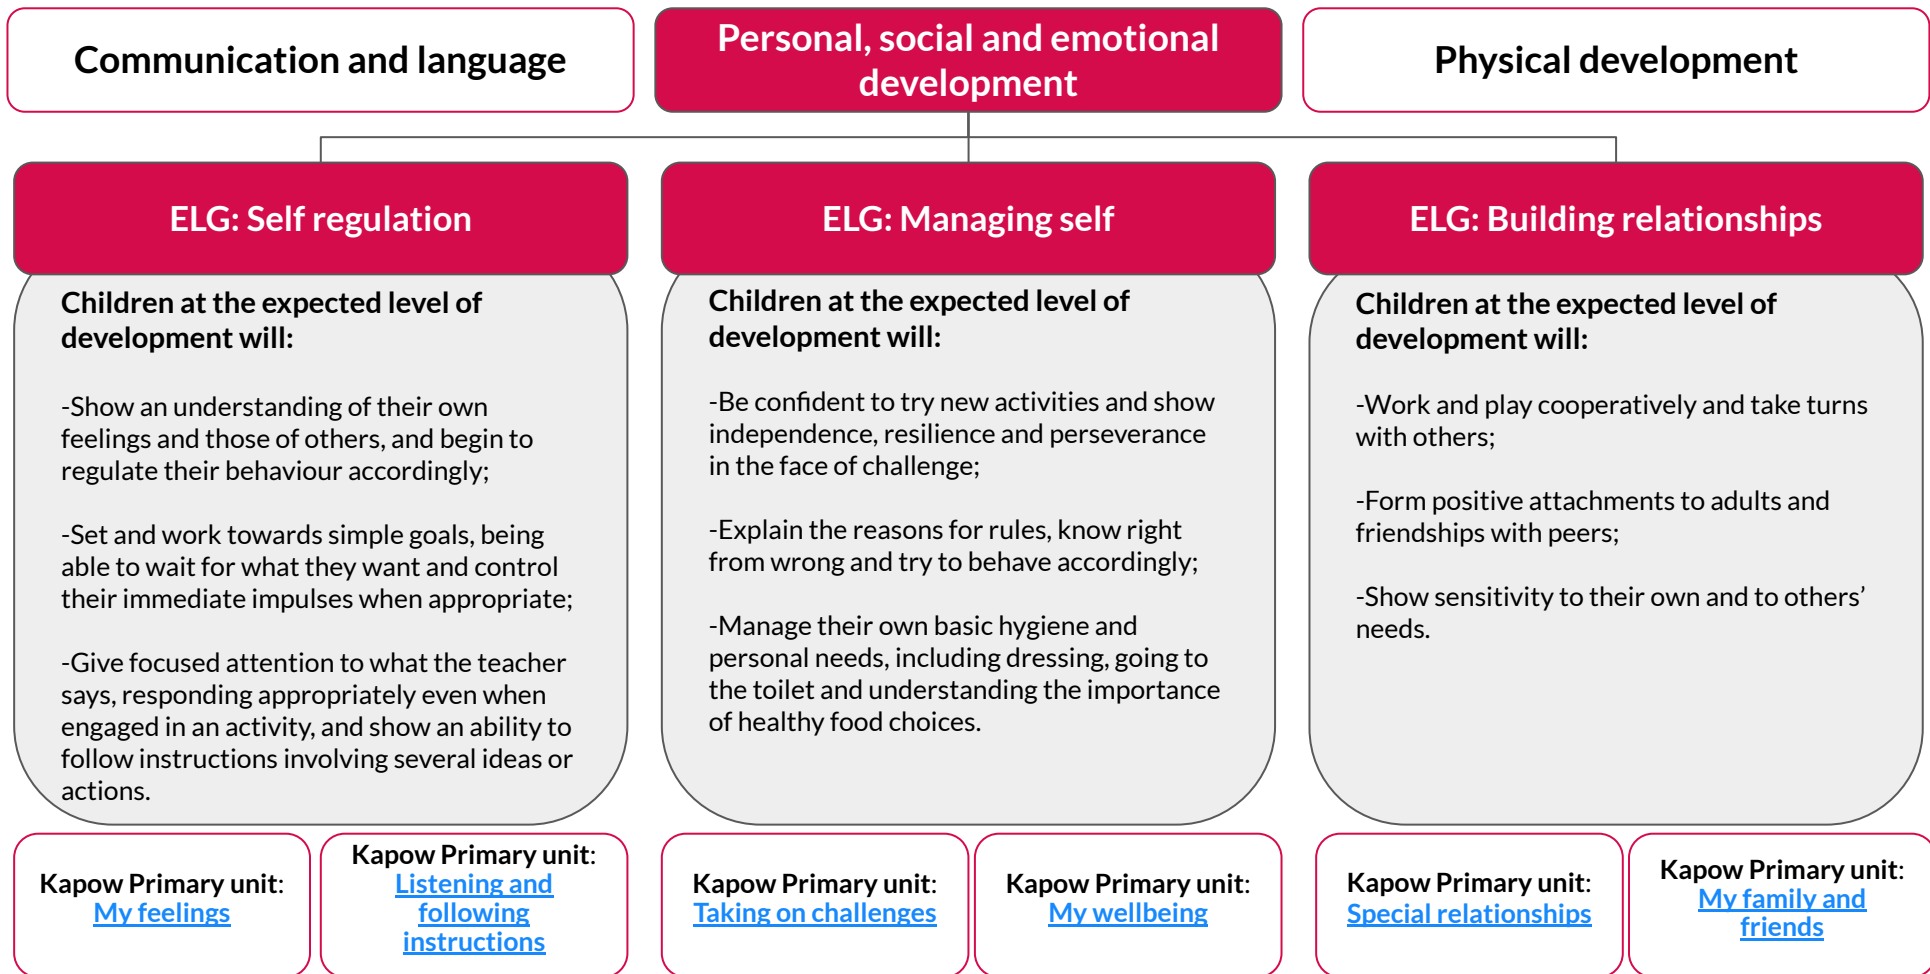 Communication and language
Personal, social and emotional
development
Physical development
ELG: Self regulation
Children at the expected level of
development will:
-Show an understanding of their own
feelings and those of others, and begin to
regulate their behaviour accordingly;
-Set and work towards simple goals, being
able to wait for what they want and control
their immediate impulses when appropriate;
-Give focused attention to what the teacher
says, responding appropriately even when
engaged in an activity, and show an ability to
follow instructions involving several ideas or
actions.
Kapow Primary unit:
My feelings
Kapow Primary unit:
Listening and
following
instructions
ELG: Managing self
Children at the expected level of
development will:
-Be confident to try new activities and show
independence, resilience and perseverance
in the face of challenge;
-Explain the reasons for rules, know right
from wrong and try to behave accordingly;
-Manage their own basic hygiene and
personal needs, including dressing, going to
the toilet and understanding the importance
of healthy food choices.
Kapow Primary unit:
Taking on challenges
Kapow Primary unit:
My wellbeing
ELG: Building relationships
Children at the expected level of
development will:
-Work and play cooperatively and take turns
with others;
-Form positive attachments to adults and
friendships with peers;
-Show sensitivity to their own and to others’
needs.
Kapow Primary unit:
Special relationships
Kapow Primary unit:
My family and
friends